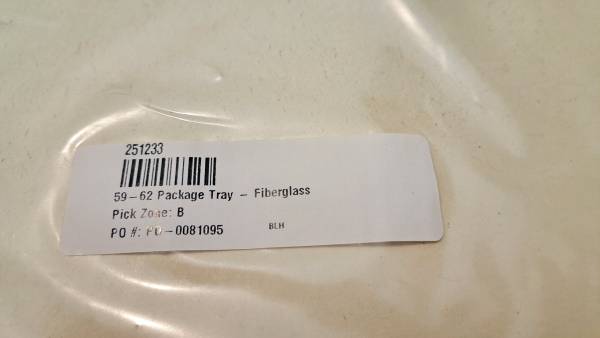 251233
59-62 Package Tray - Fiberglass
Pick Zone: B
PO #: PO-0081095
BLH